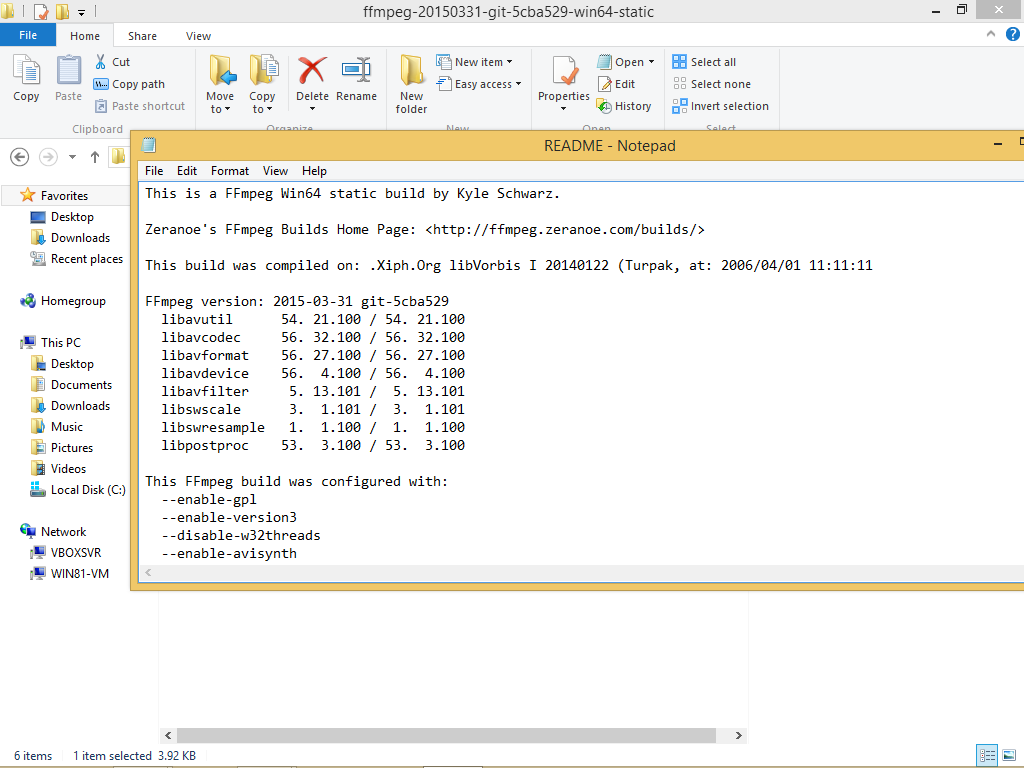 ffmpeg-20150331-git-5cba529-win64-static
File Home Share View
Copy
Paste
Cut
Copy path
Paste shortcut
Clipboard
Move to
Copy to
Delete
Rename
Organize
New folder
New item
Easy access
New
Properties
Open
Edit
History
Open
Select all
Select none
Invert selection
Select
README - Notepad
File Edit Format View Help
This is a FFmpeg Win64 static build by Kyle Schwarz.
Zeranoe's FFmpeg Builds Home Page: <http://ffmpeg.zeranoe.com/builds/>
This build was compiled on: .Xiph.Org libVorbis I 20140122 (Turpak, at: 2006/04/01 11:11:11
FFmpeg version: 2015-03-31 git-5cba529
libavutil 54. 21.100 / 54. 21.100
libavcodec 56. 32.100 / 56. 32.100
libavformat 56. 27.100 / 56. 27.100
libavdevice 56. 4.100 / 56. 4.100
libavfilter 5. 13.101 / 5. 13.101
libswscale 3. 1.101 / 3. 1.101
libswresample 1. 1.100 / 1. 1.100
libpostproc 53. 3.100 / 53. 3.100
This FFmpeg build was configured with:
--enable-gpl
--enable-version3
--disable-w32threads
--enable-avisynth
Favorites
Desktop
Downloads
Recent places
Homegroup
This PC
Desktop
Documents
Downloads
Music
Pictures
Videos
Local Disk (C:)
Network
VBOXSVR
WIN81-VM
6 items 1 item selected 3.92 KB